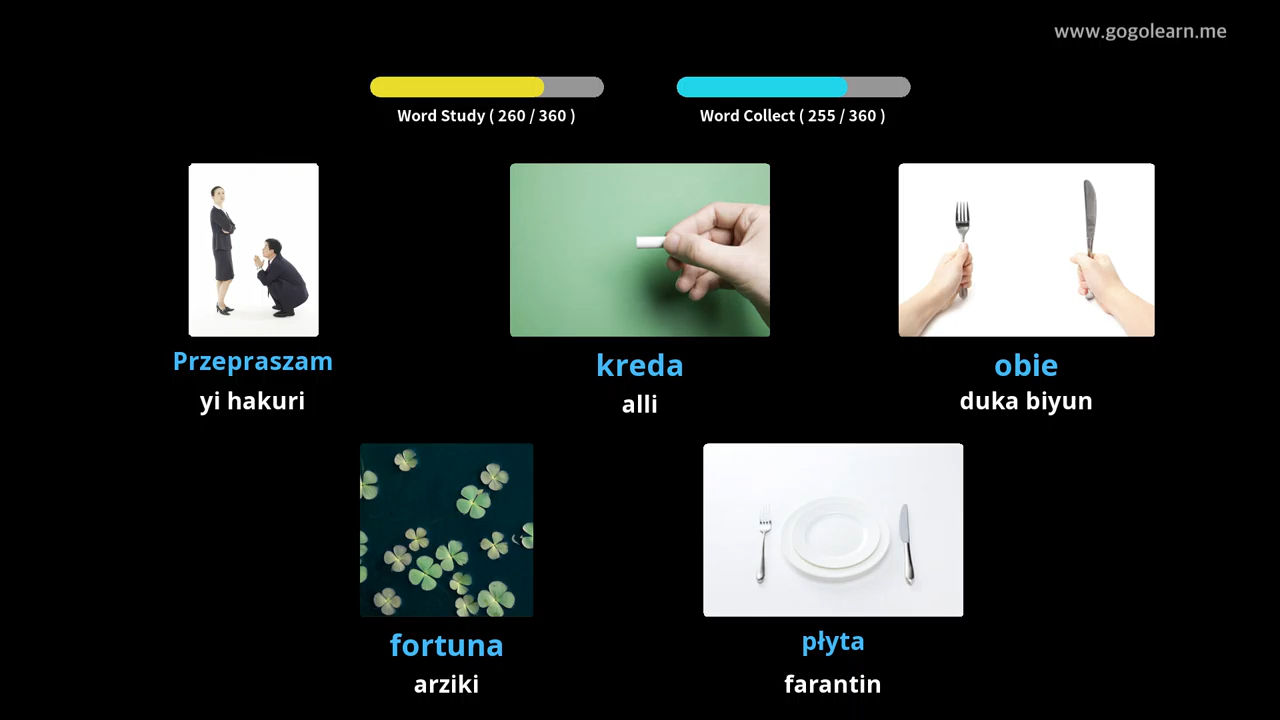 www.gogolearn.me
Word Study ( 260 / 360 )
Word Collect ( 255 / 360 )
Przepraszam
yi hakuri
kreda
alli
obie
duka biyun
fortuna
arziki
płyta
farantin